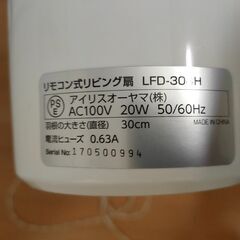 リモコン式リビング扇 LFD-306H
PS
E
アイリスオーヤマ(株)
AC100V 20W 50/60Hz
羽根の大きさ(直径) 30cm
MADE IN CHINA
電流ヒューズ 0.63A
Serial No:170500994